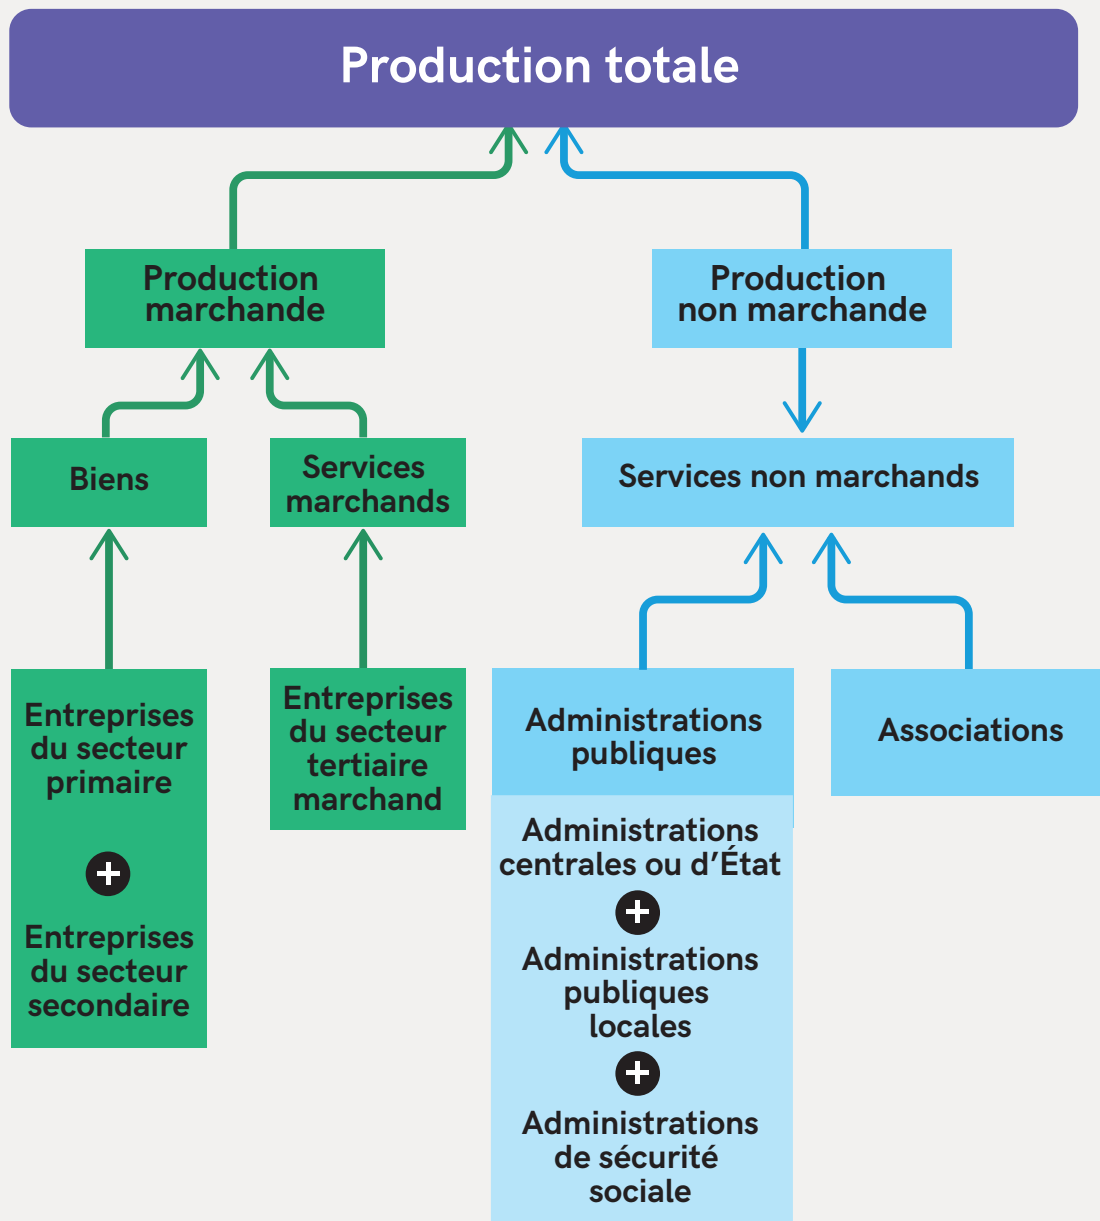 Production totale
Production
marchande
Production
non marchande
Biens
Services
marchands
Services non marchands
Entreprises
du secteur
primaire
+
Entreprises
du secteur
secondaire
Entreprises
du secteur
tertiaire
marchand
Administrations
publiques
Administrations
centrales ou d’État
+
Administrations
publiques
locales
+
Administrations
de sécurité
sociale
Associations